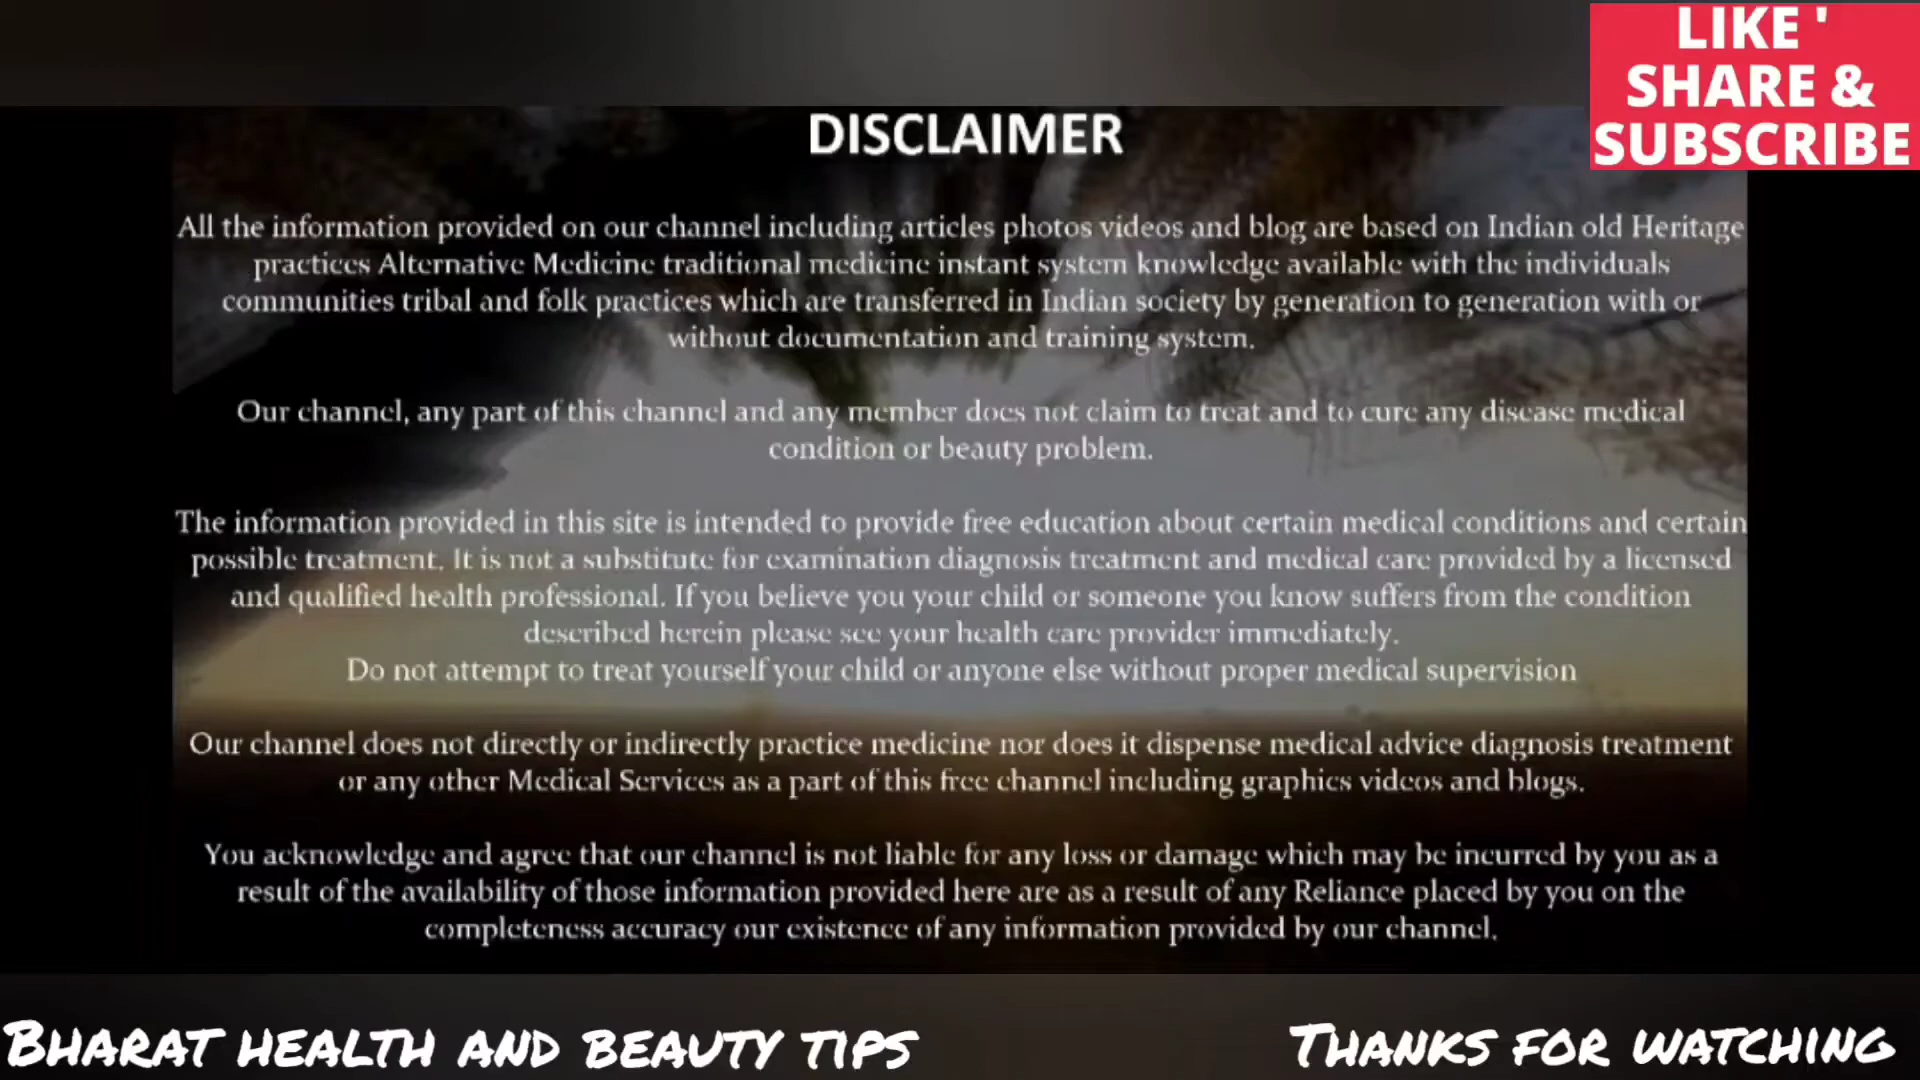 LIKE '
SHARE &
SUBSCRIBE
DISCLAIMER
All the information provided on our channel including articles photos videos and blog are based on Indian old Heritage
practices Alternative Medicine traditional medicine instant system knowledge available with the individuals
communities tribal and folk practices which are transferred in Indian society by generation to generation with or
without documentation and training system.
Our channel, any part of this channel and any member does not claim to treat and to cure any disease medical
condition or beauty problem.
The information provided in this site is intended to provide free education about certain medical conditions and certain
possible treatment. It is not a substitute for examination diagnosis treatment and medical care provided by a licensed
and qualified health professional. If you believe you your child or someone you know suffers from the condition
described herein please see your health care provider immediately.
Do not attempt to treat yourself your child or anyone else without proper medical supervision
Our channel does not directly or indirectly practice medicine nor does it dispense medical advice diagnosis treatment
or any other Medical Services as a part of this free channel including graphics videos and blogs.
You acknowledge and agree that our channel is not liable for any loss or damage which may be incurred by you as a
result of the availability of those information provided here are as a result of any Reliance placed by you on the
completeness accuracy our existence of any information provided by our channel.
Bharat health and beauty tips
Thanks for watching